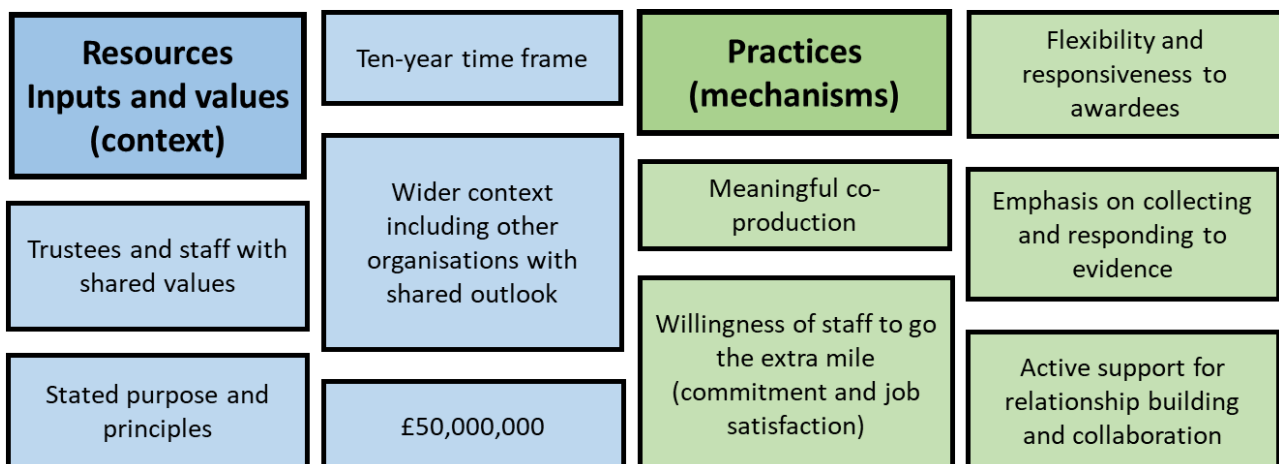 Resources
Inputs and values
(context)
Trustees and staff with
shared values
Stated purpose and
principles
Ten-year time frame
Wider context
including other
organisations with
shared outlook
£50,000,000
Practices
(mechanisms)
Meaningful co-
production
Willingness of staff to go
the extra mile
(commitment and job
satisfaction)
Flexibility and
responsiveness to
awardees
Emphasis on collecting
and responding to
evidence
Active support for
relationship building
and collaboration